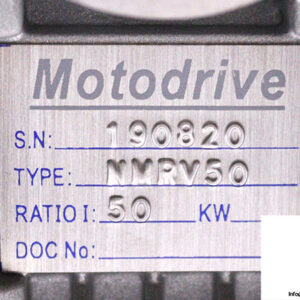 Motodrive
S.N: 190820
TYPE: NMRV50
RATIO I: 50 KW
DOC No: